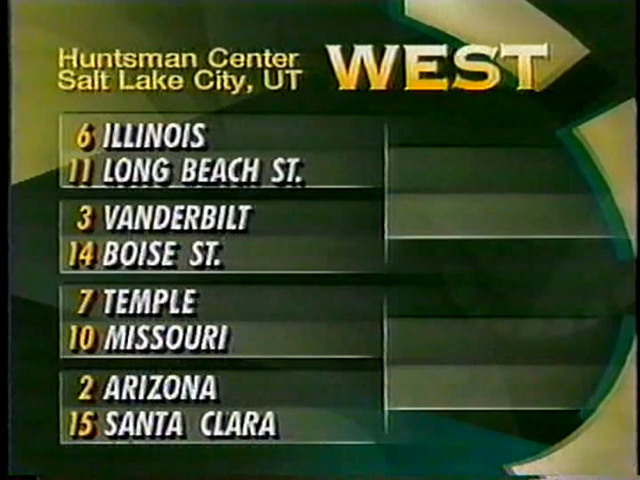 Huntsman Center
Salt Lake City, UT
WEST
6 ILLINOIS
11 LONG BEACH ST.
3 VANDERBILT
14 BOISE ST.
7 TEMPLE
10 MISSOURI
2 ARIZONA
15 SANTA CLARA